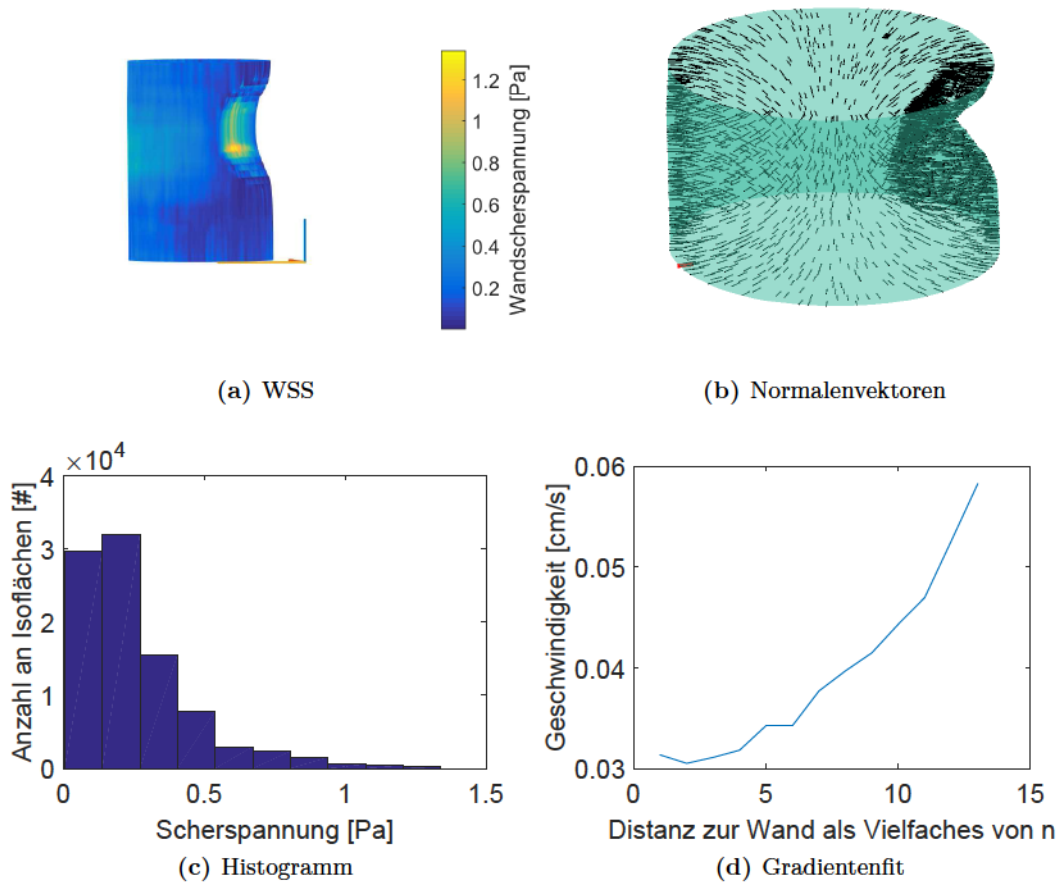 1.2
1
0.8
0.6
0.4
0.2
Wandscherspannung [Pa]
(a) WSS
(b) Normalenvektoren
×10⁴
4
3
2
1
0
Anzahl an Isoflächen [#]
0 0.5 1 1.5
Scherspannung [Pa]
(c) Histogramm
0.06
0.05
0.04
0.03
Geschwindigkeit [cm/s]
0 5 10 15
Distanz zur Wand als Vielfaches von n
(d) Gradientenfit